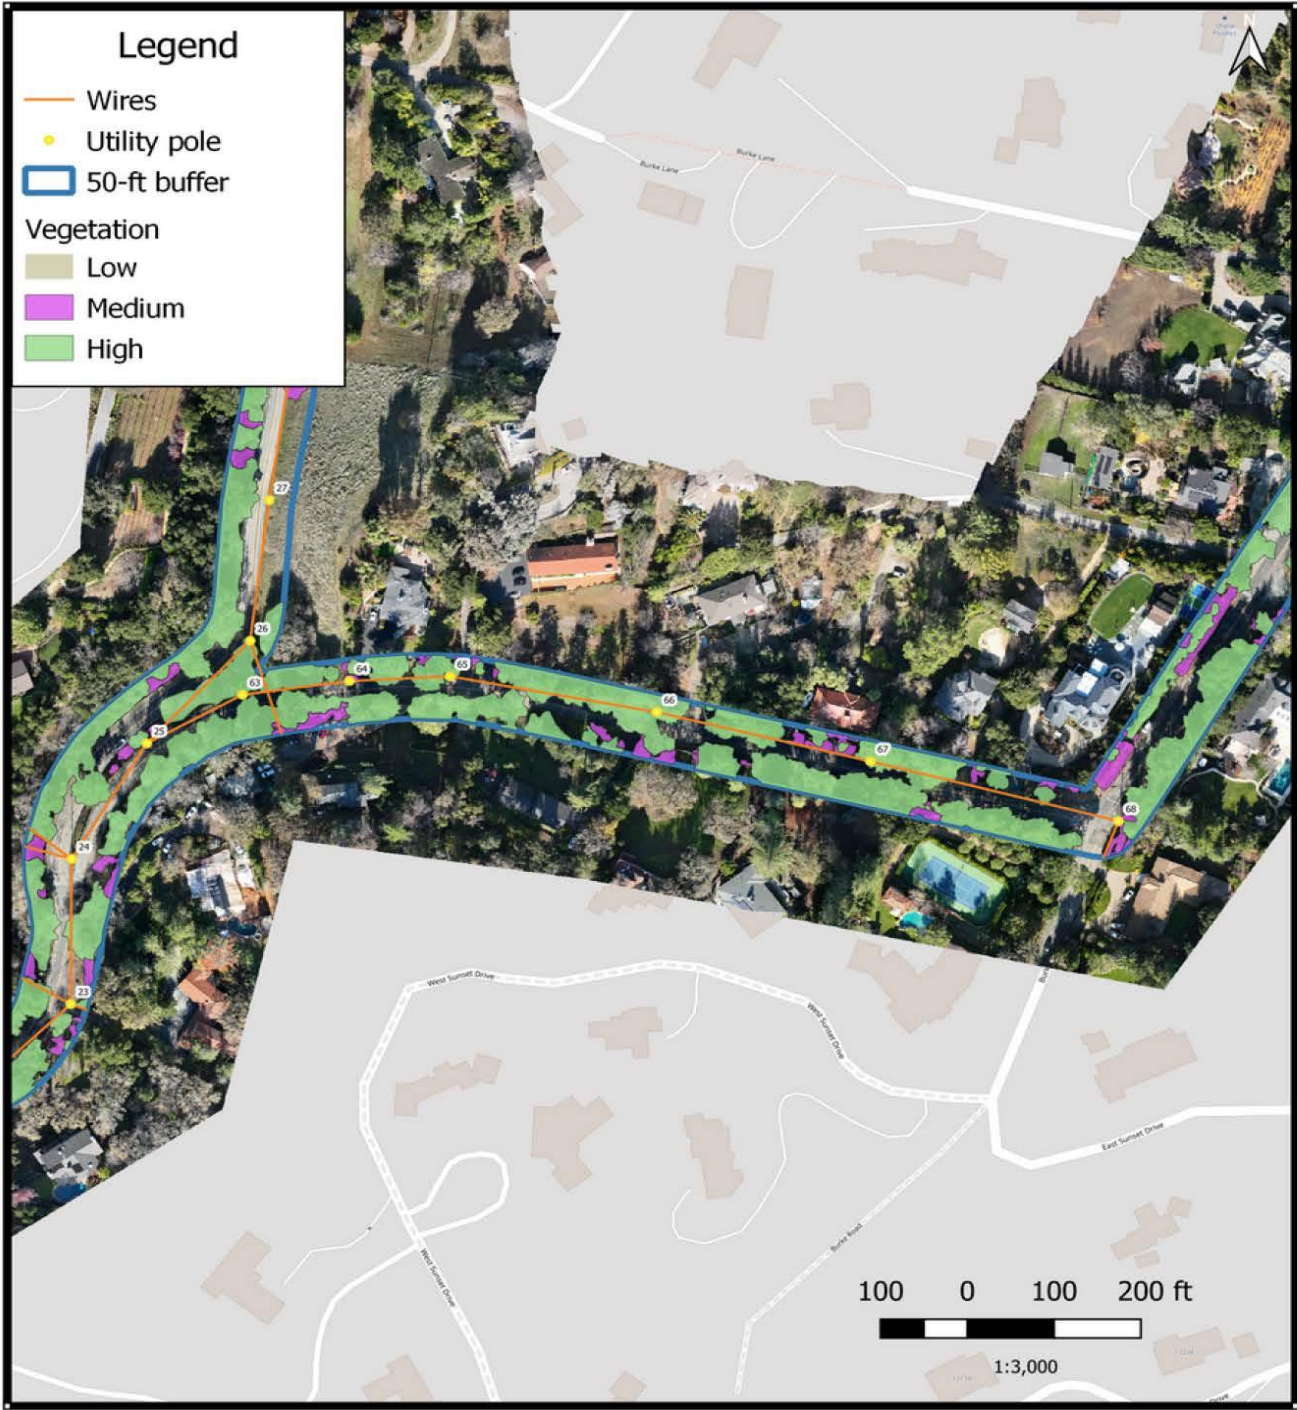 Legend
Wires
Utility pole
50-ft buffer
Vegetation
Low
Medium
High
Burke Lane
Burke Lane
27
26
63
64
65
66
25
67
68
24
23
West Sunset Drive
West Sunset Drive
East Sunset Drive
Burke Road
West Sunset Drive
100 0 100 200 ft
1:3,000
Drive